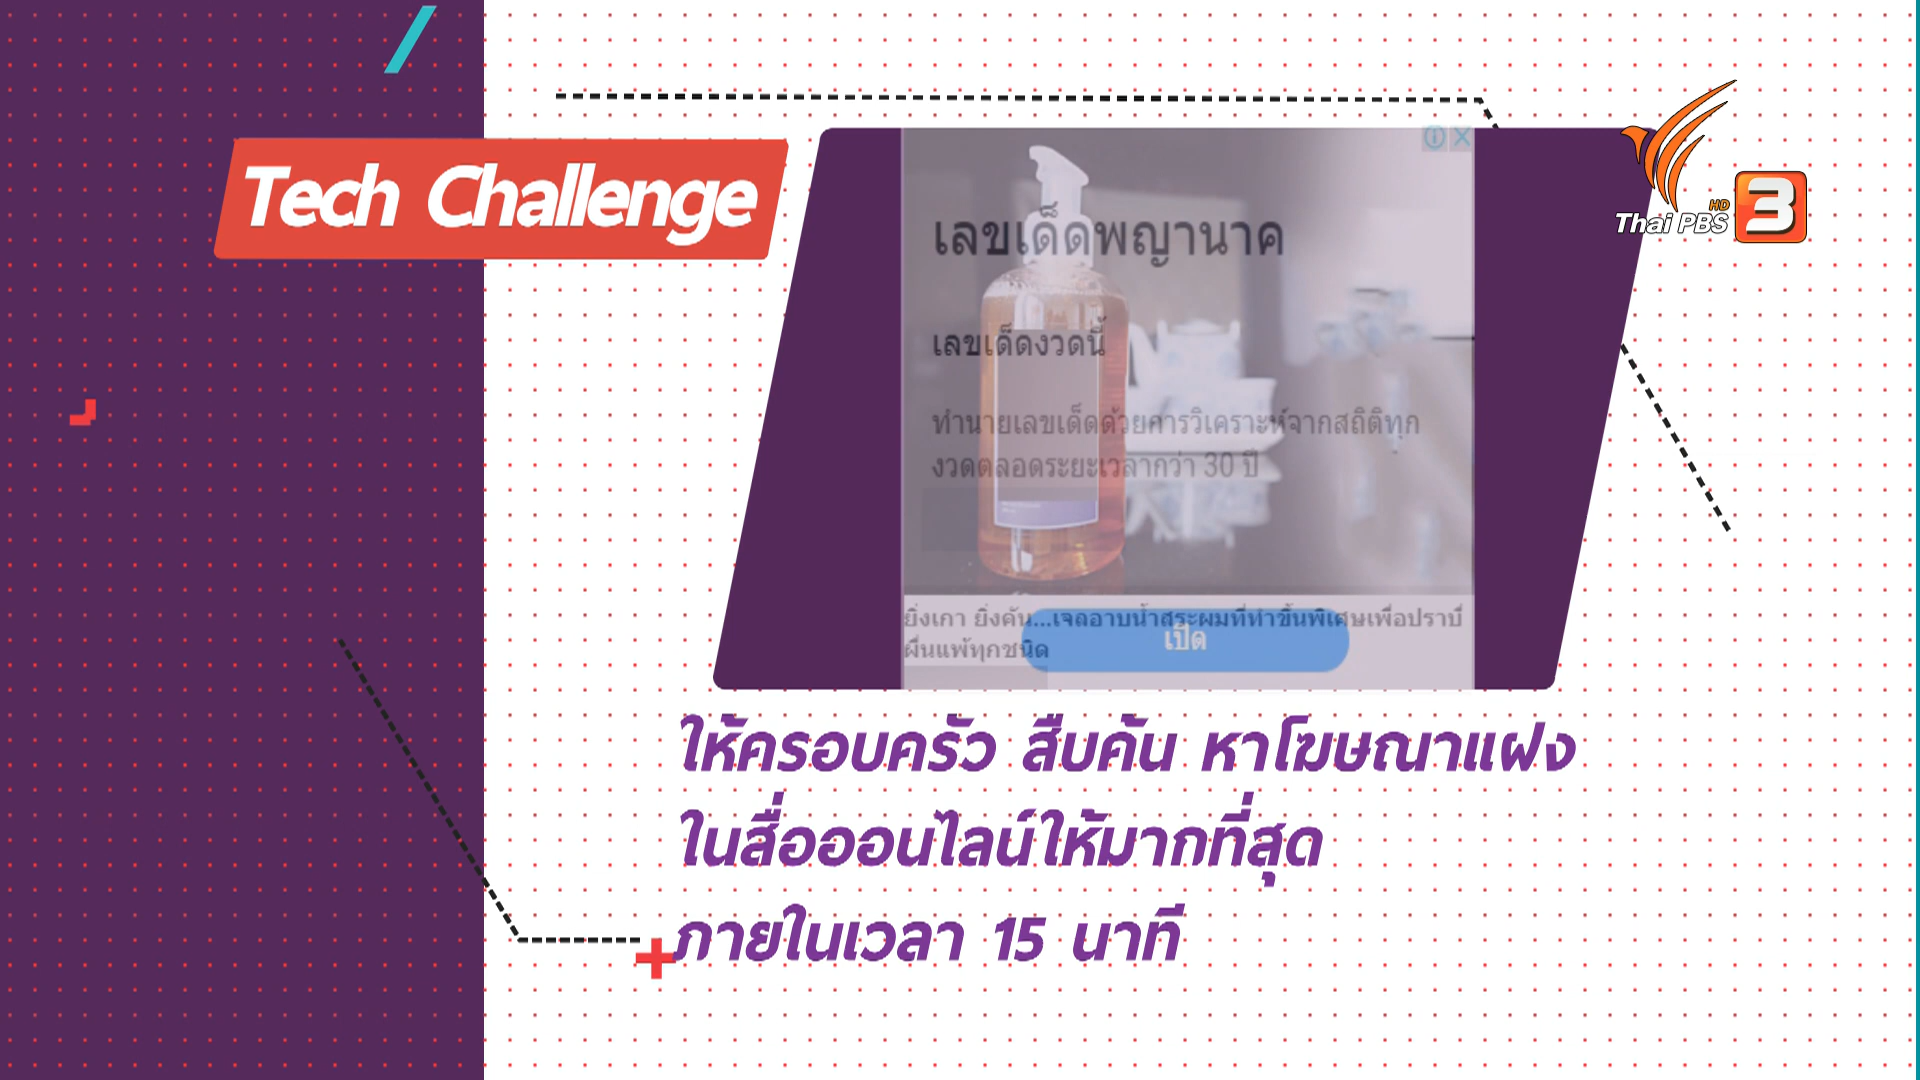 Tech Challenge
Thai PBS HD 3
เลขเด็ดพญานาค
เลขเด็ดงวดนี้
ทำนายเลขเด็ดด้วยการวิเคราะห์จากสถิติทุก
งวดตลอดระยะเวลากว่า 30 ปี
ยิ่งเกา ยิ่งคัน...เจลอาบน้ำสระผมที่ทำขึ้นพิเศษเพื่อปราบ
ผื่นแพ้ทุกชนิด
เปิด
ให้ครอบครัว สืบค้น หาโฆษณาแฝง
ในสื่อออนไลน์ให้มากที่สุด
ภายในเวลา 15 นาที